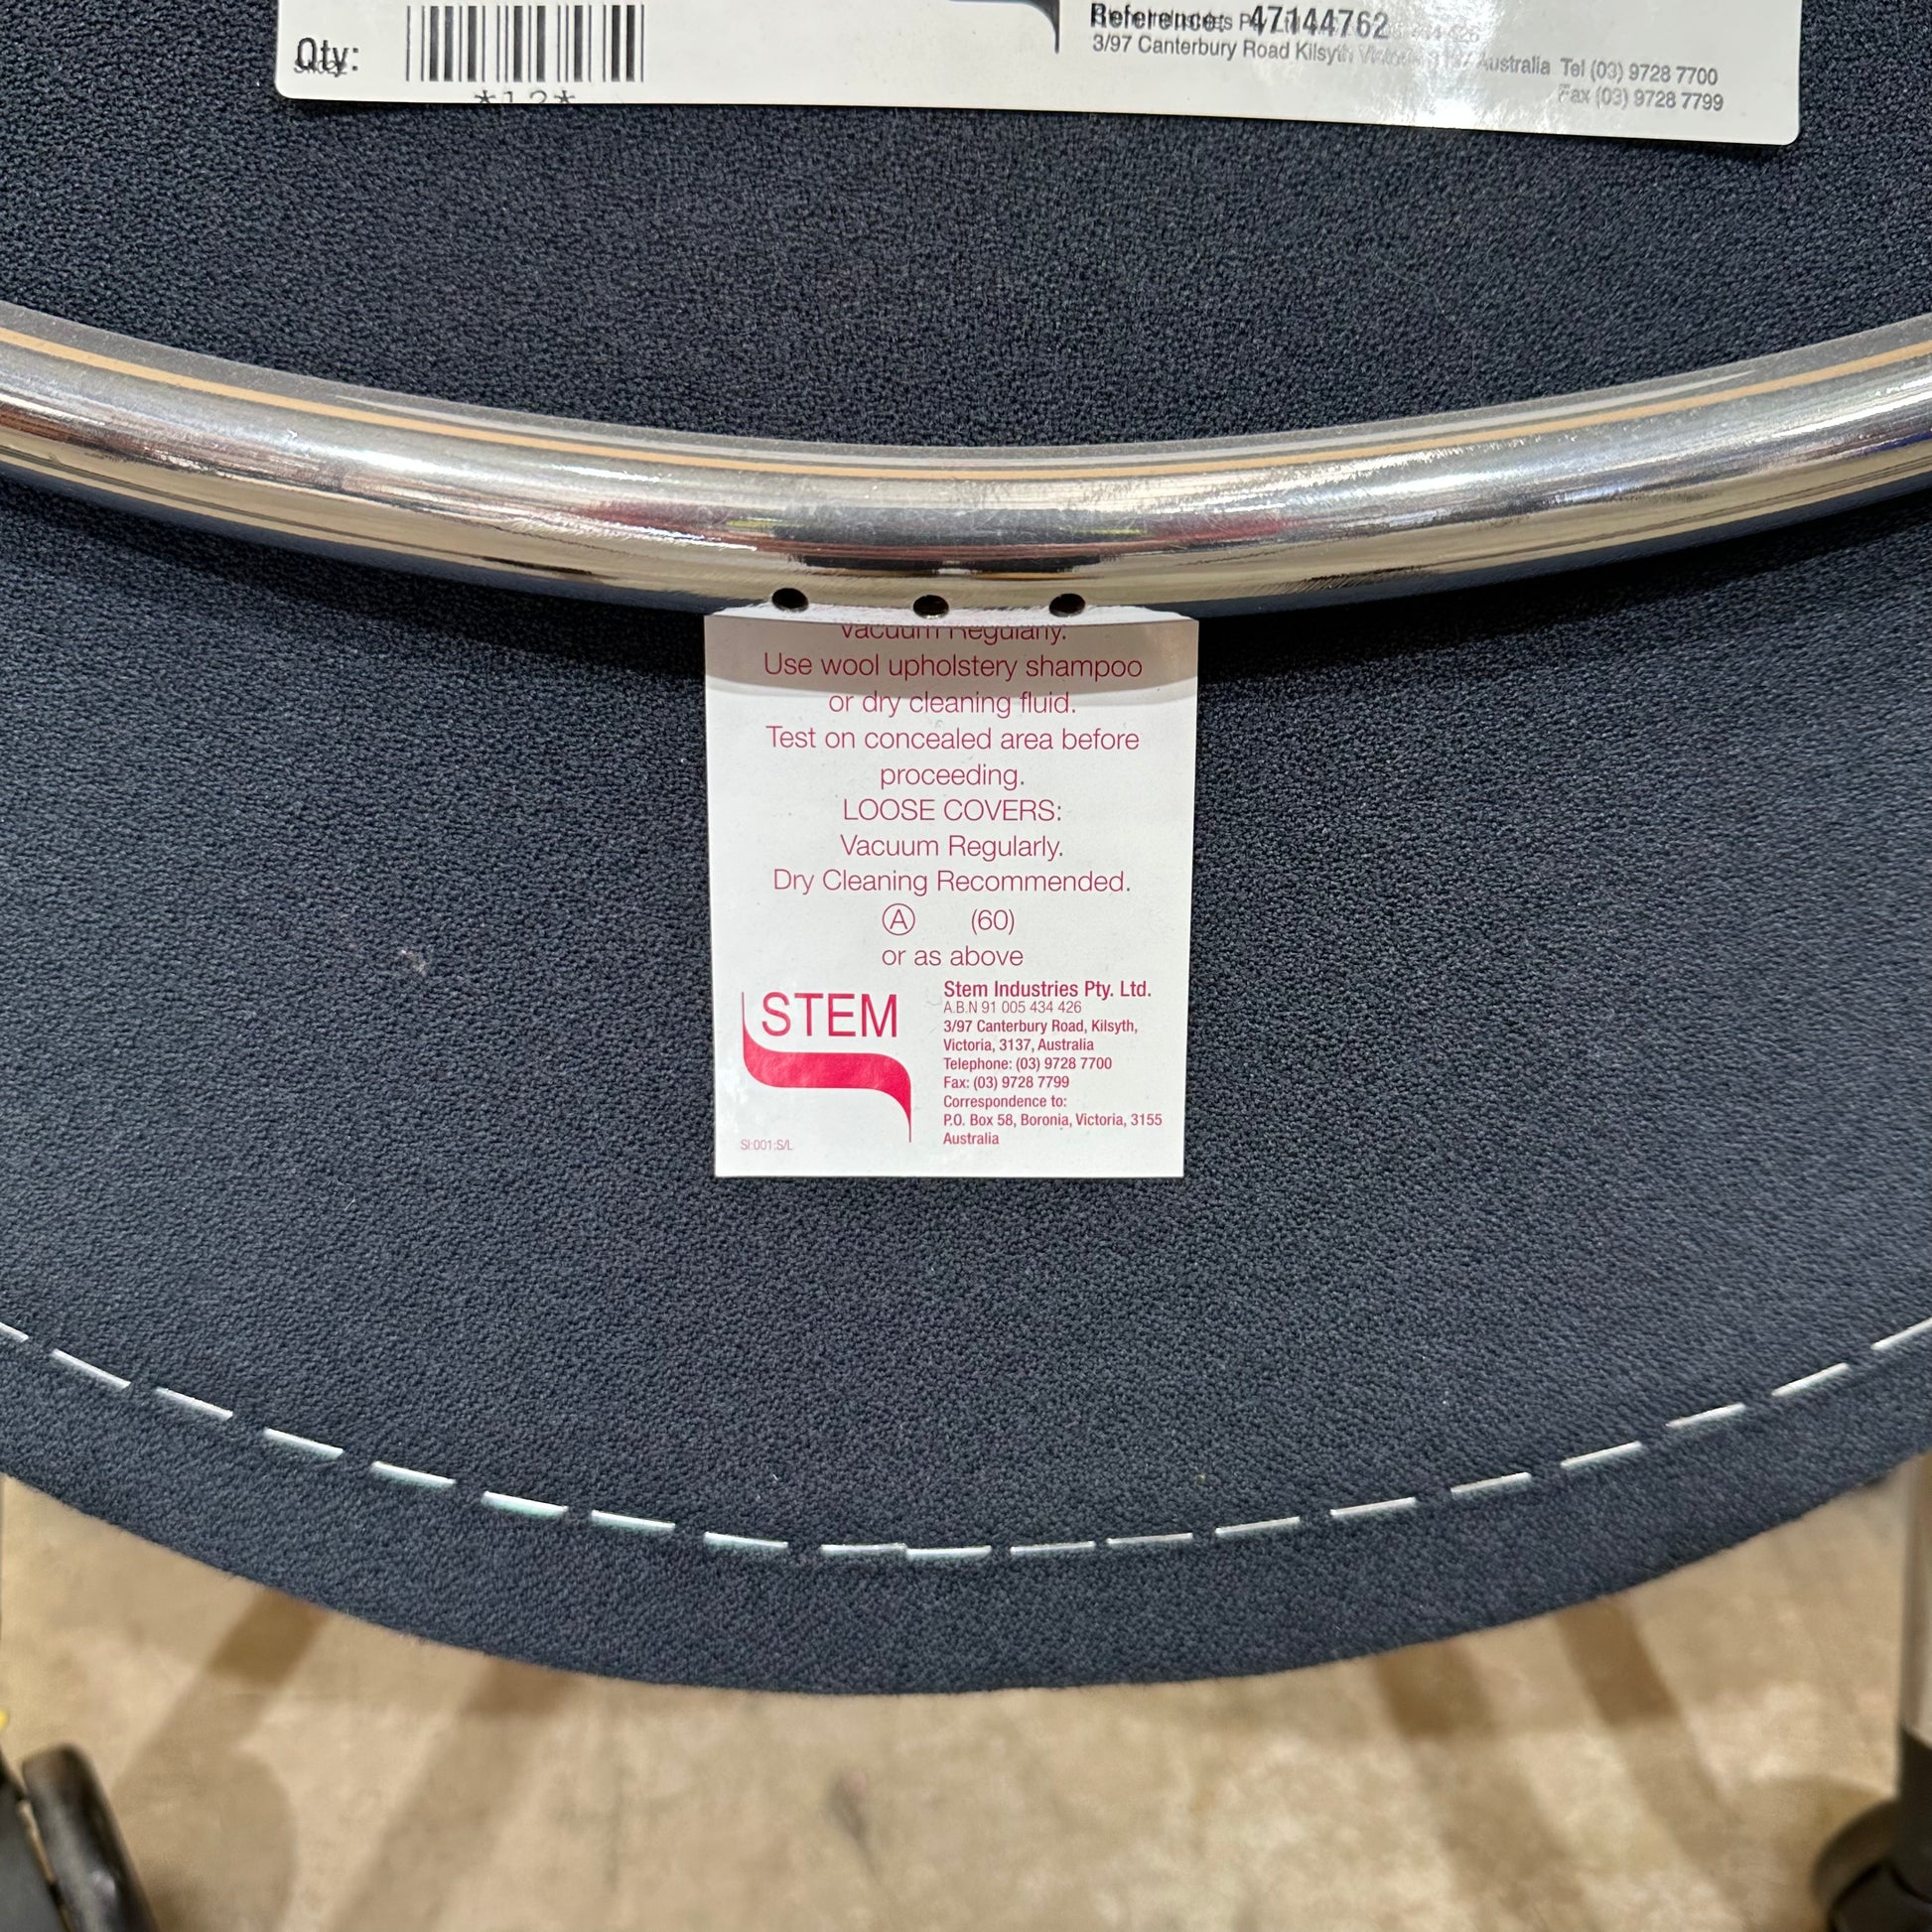 Reference: 47144762
3/97 Canterbury Road Kilsyth Australia Tel (03) 9728 7700
Fax (03) 9728 7799
Qty:
Vacuum Regularly.
Use wool upholstery shampoo
or dry cleaning fluid.
Test on concealed area before
proceeding.
LOOSE COVERS:
Vacuum Regularly.
Dry Cleaning Recommended.
Ⓐ (60)
or as above
STEM
SI:001:S/L
Stem Industries Pty. Ltd.
A.B.N 91 005 434 426
3/97 Canterbury Road, Kilsyth,
Victoria, 3137, Australia
Telephone: (03) 9728 7700
Fax: (03) 9728 7799
Correspondence to:
P.O. Box 58, Boronia, Victoria, 3155
Australia